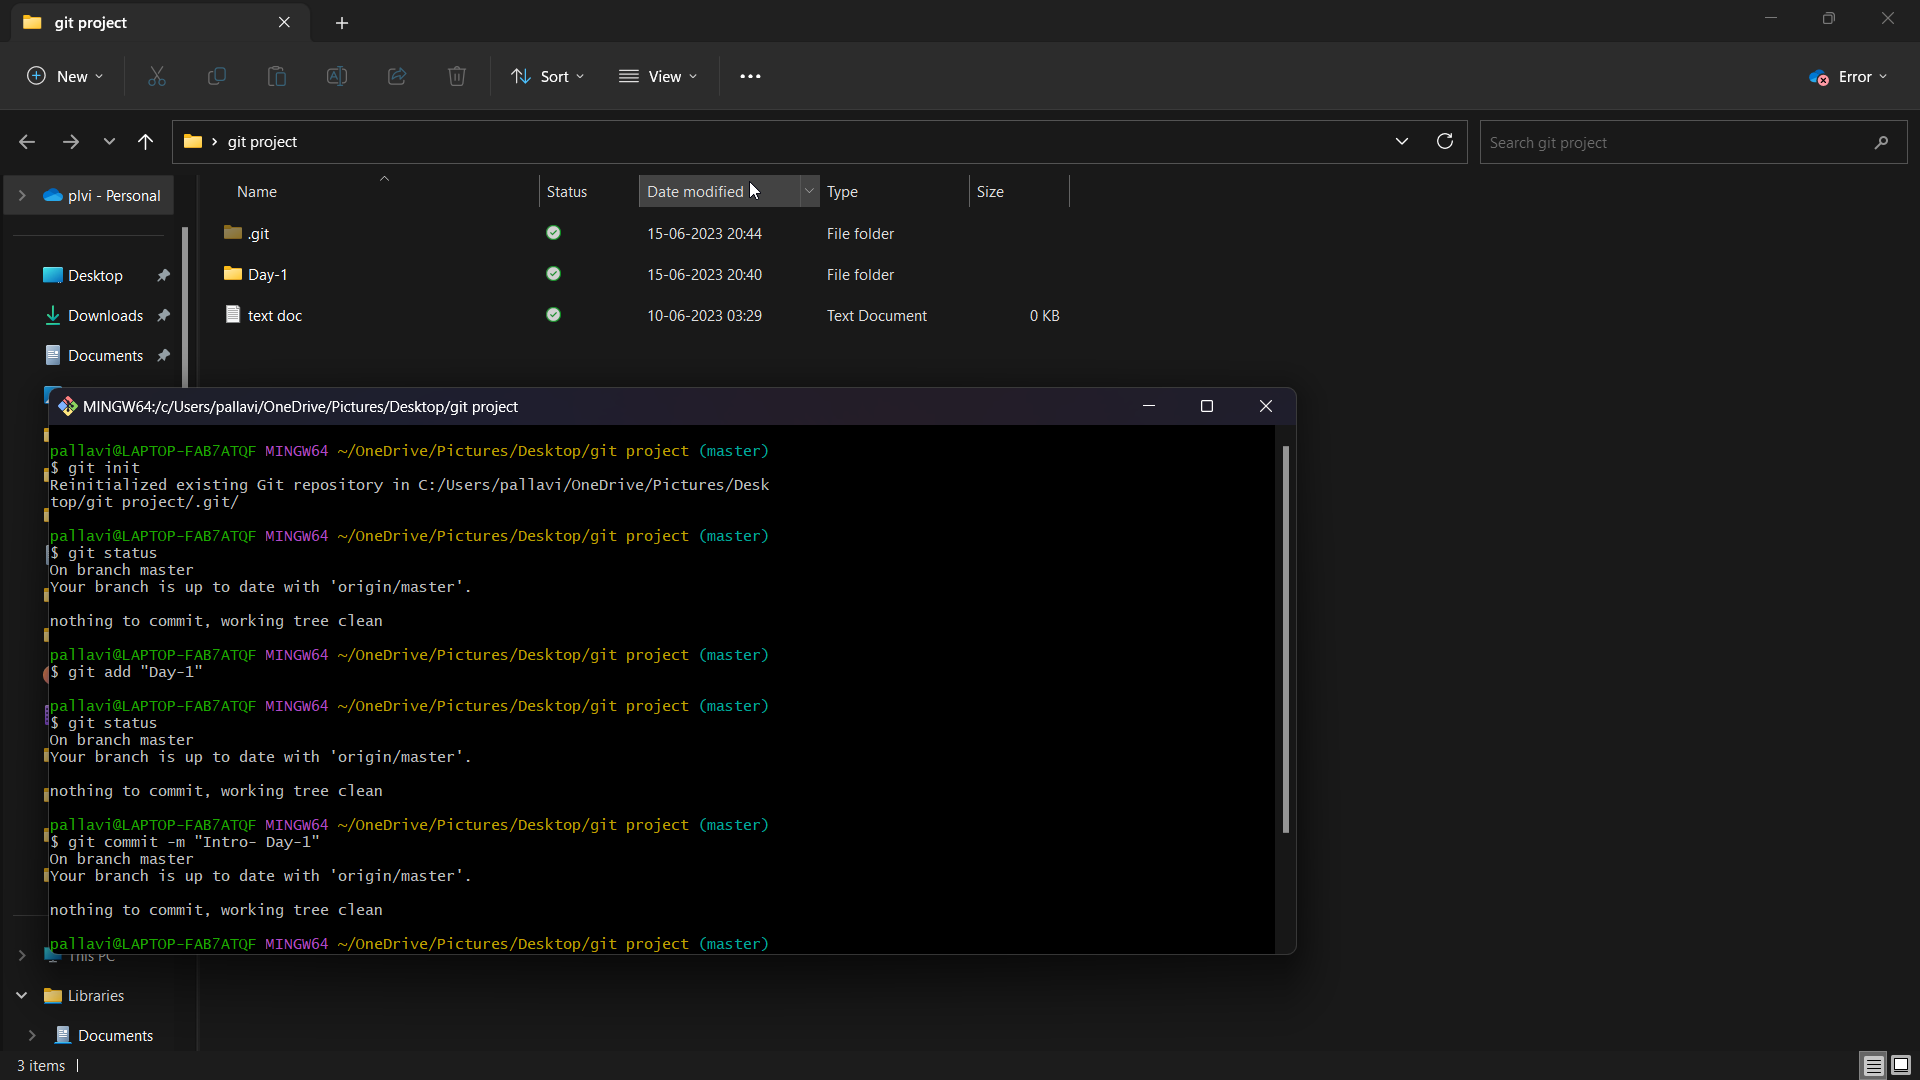 git project
New
Sort
View
Error
git project
Search git project
plvi - Personal
Name
Status
Date modified
Type
Size
.git
15-06-2023 20:44
File folder
Desktop
Day-1
15-06-2023 20:40
File folder
Downloads
text doc
10-06-2023 03:29
Text Document
0 KB
Documents
MINGW64:/c/Users/pallavi/OneDrive/Pictures/Desktop/git project
pallavi@LAPTOP-FAB7ATQF MINGW64 ~/OneDrive/Pictures/Desktop/git project (master)
$ git init
Reinitialized existing Git repository in C:/Users/pallavi/OneDrive/Pictures/Desk
top/git project/.git/
pallavi@LAPTOP-FAB7ATQF MINGW64 ~/OneDrive/Pictures/Desktop/git project (master)
$ git status
On branch master
Your branch is up to date with 'origin/master'.
nothing to commit, working tree clean
pallavi@LAPTOP-FAB7ATQF MINGW64 ~/OneDrive/Pictures/Desktop/git project (master)
$ git add "Day-1"
pallavi@LAPTOP-FAB7ATQF MINGW64 ~/OneDrive/Pictures/Desktop/git project (master)
$ git status
On branch master
Your branch is up to date with 'origin/master'.
nothing to commit, working tree clean
pallavi@LAPTOP-FAB7ATQF MINGW64 ~/OneDrive/Pictures/Desktop/git project (master)
$ git commit -m "Intro- Day-1"
On branch master
Your branch is up to date with 'origin/master'.
nothing to commit, working tree clean
pallavi@LAPTOP-FAB7ATQF MINGW64 ~/OneDrive/Pictures/Desktop/git project (master)
This PC
Libraries
Documents
3 items